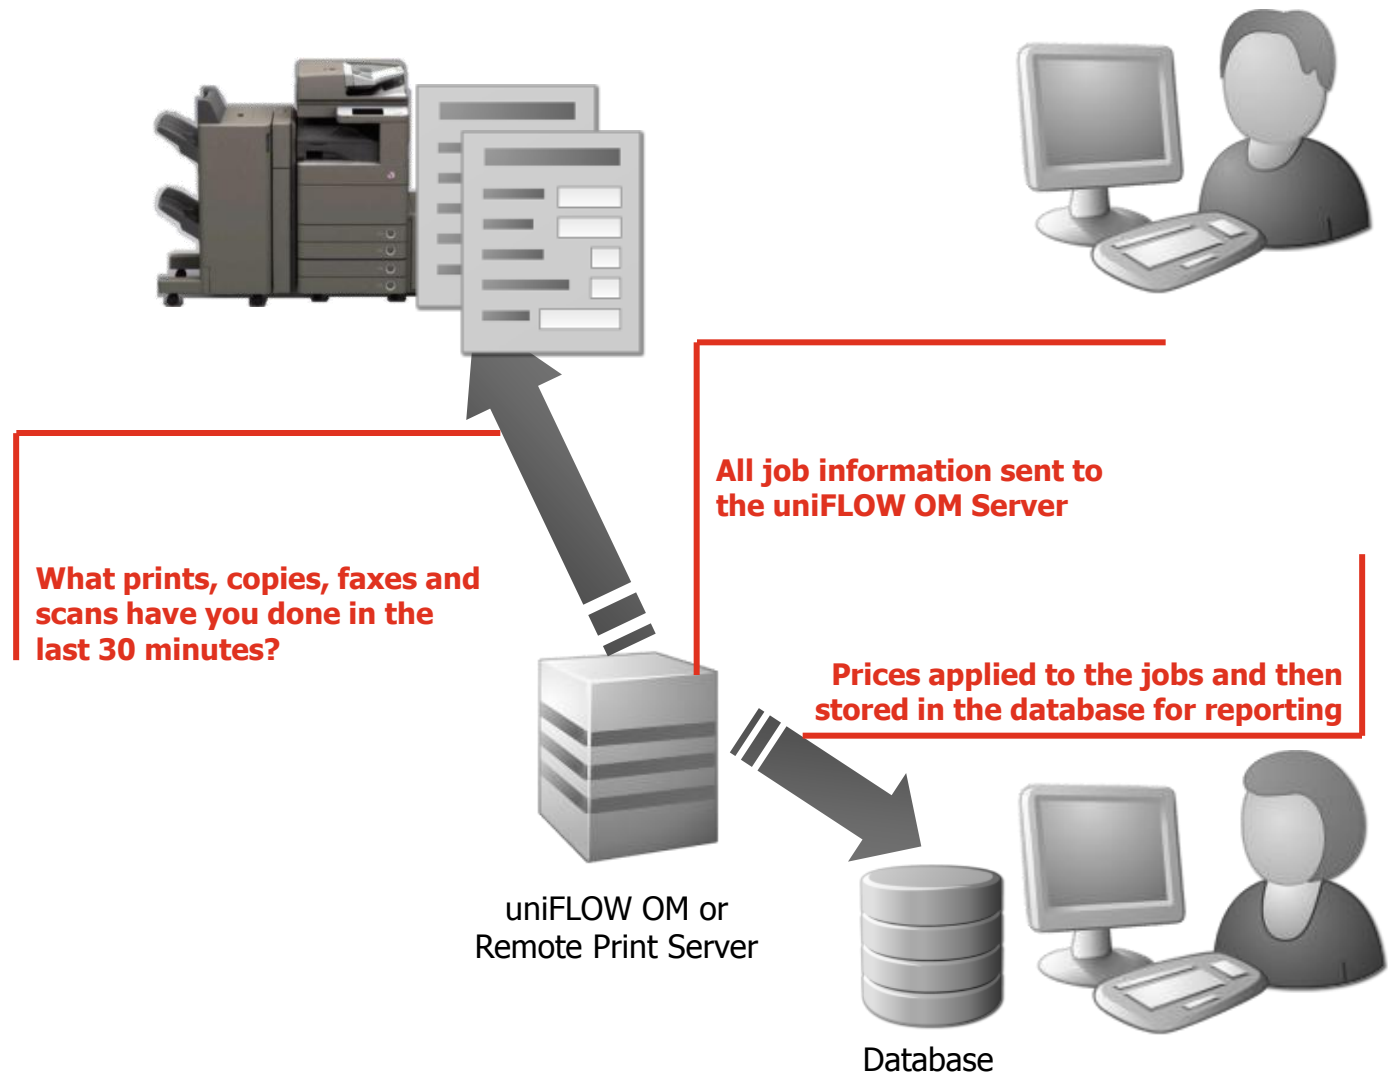 All job information sent to
the uniFLOW OM Server
What prints, copies, faxes and
scans have you done in the
last 30 minutes?
Prices applied to the jobs and then
stored in the database for reporting
uniFLOW OM or
Remote Print Server
Database